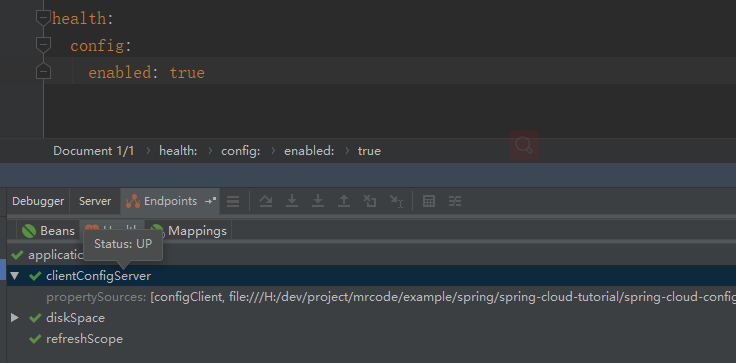 health:
config:
enabled: true
Document 1/1 › health: › config: › enabled: › true
Debugger Server Endpoints
Beans Health Mappings
Status: UP
applicatio
clientConfigServer
propertySources: [configClient, file:///H:/dev/project/mrcode/example/spring/spring-cloud-tutorial/spring-cloud-config
diskSpace
refreshScope